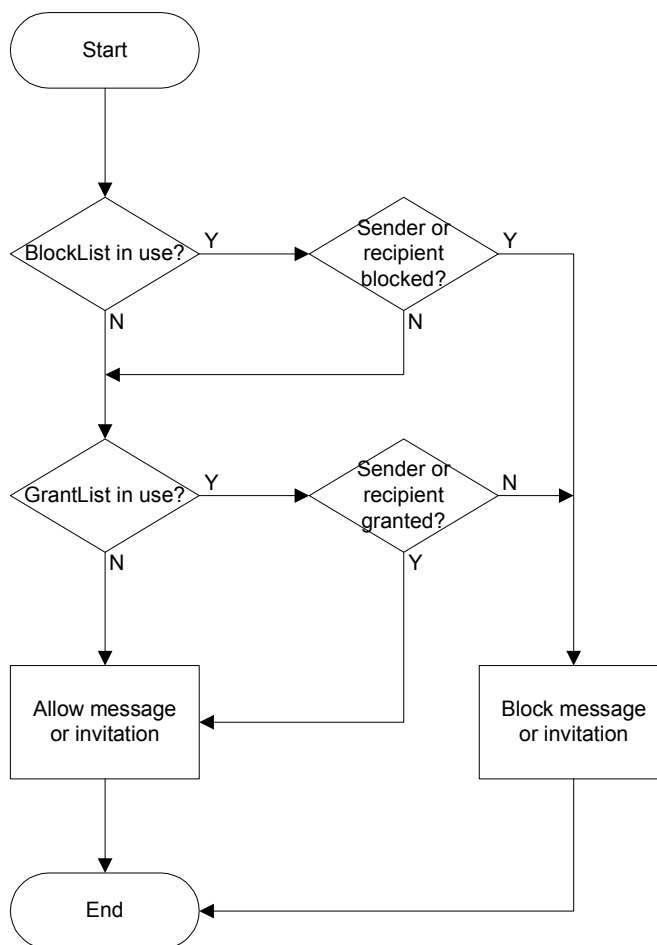 Start
BlockList in use?
Y
Sender or
recipient
blocked?
Y
N
N
GrantList in use?
Y
Sender or
recipient
granted?
N
N
Y
Allow message
or invitation
Block message
or invitation
End